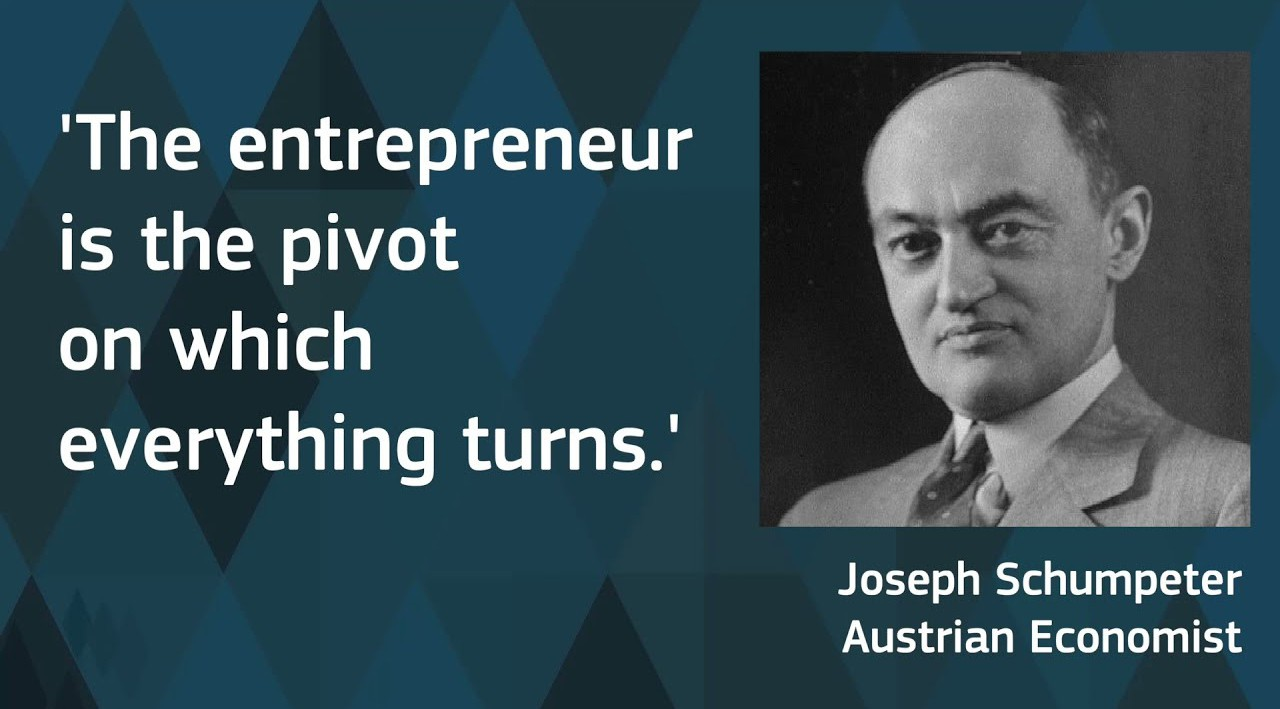 'The entrepreneur
is the pivot
on which
everything turns.'
Joseph Schumpeter
Austrian Economist